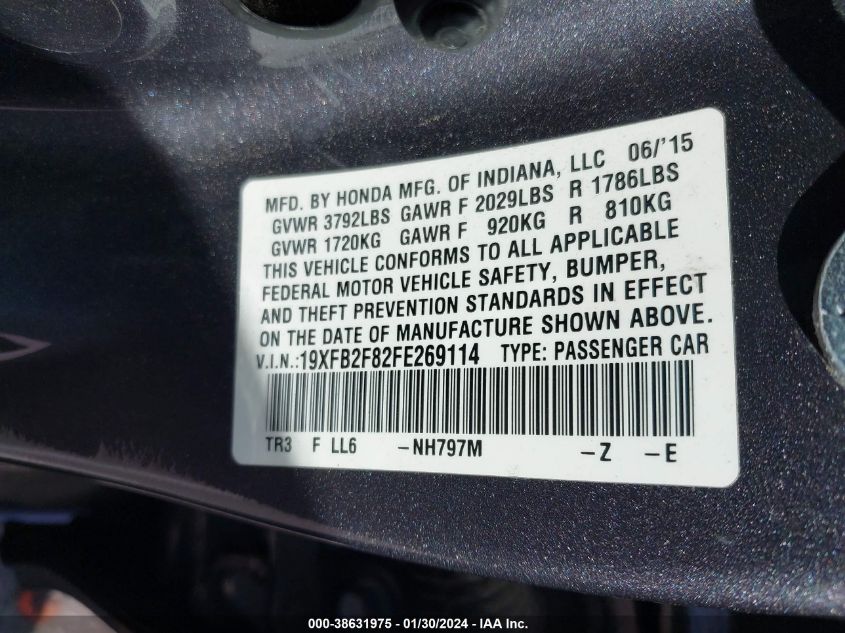 MFD. BY HONDA MFG. OF INDIANA, LLC 06/'15
GVWR 3792LBS GAWR F 2029LBS R 1786LBS
GVWR 1720KG GAWR F 920KG R 810KG
THIS VEHICLE CONFORMS TO ALL APPLICABLE
FEDERAL MOTOR VEHICLE SAFETY, BUMPER,
AND THEFT PREVENTION STANDARDS IN EFFECT
ON THE DATE OF MANUFACTURE SHOWN ABOVE.
V.I.N.:19XFB2F82FE269114 TYPE: PASSENGER CAR
TR3 F LL6 -NH797M -Z -E
000-38631975 - 01/30/2024 - IAA Inc.